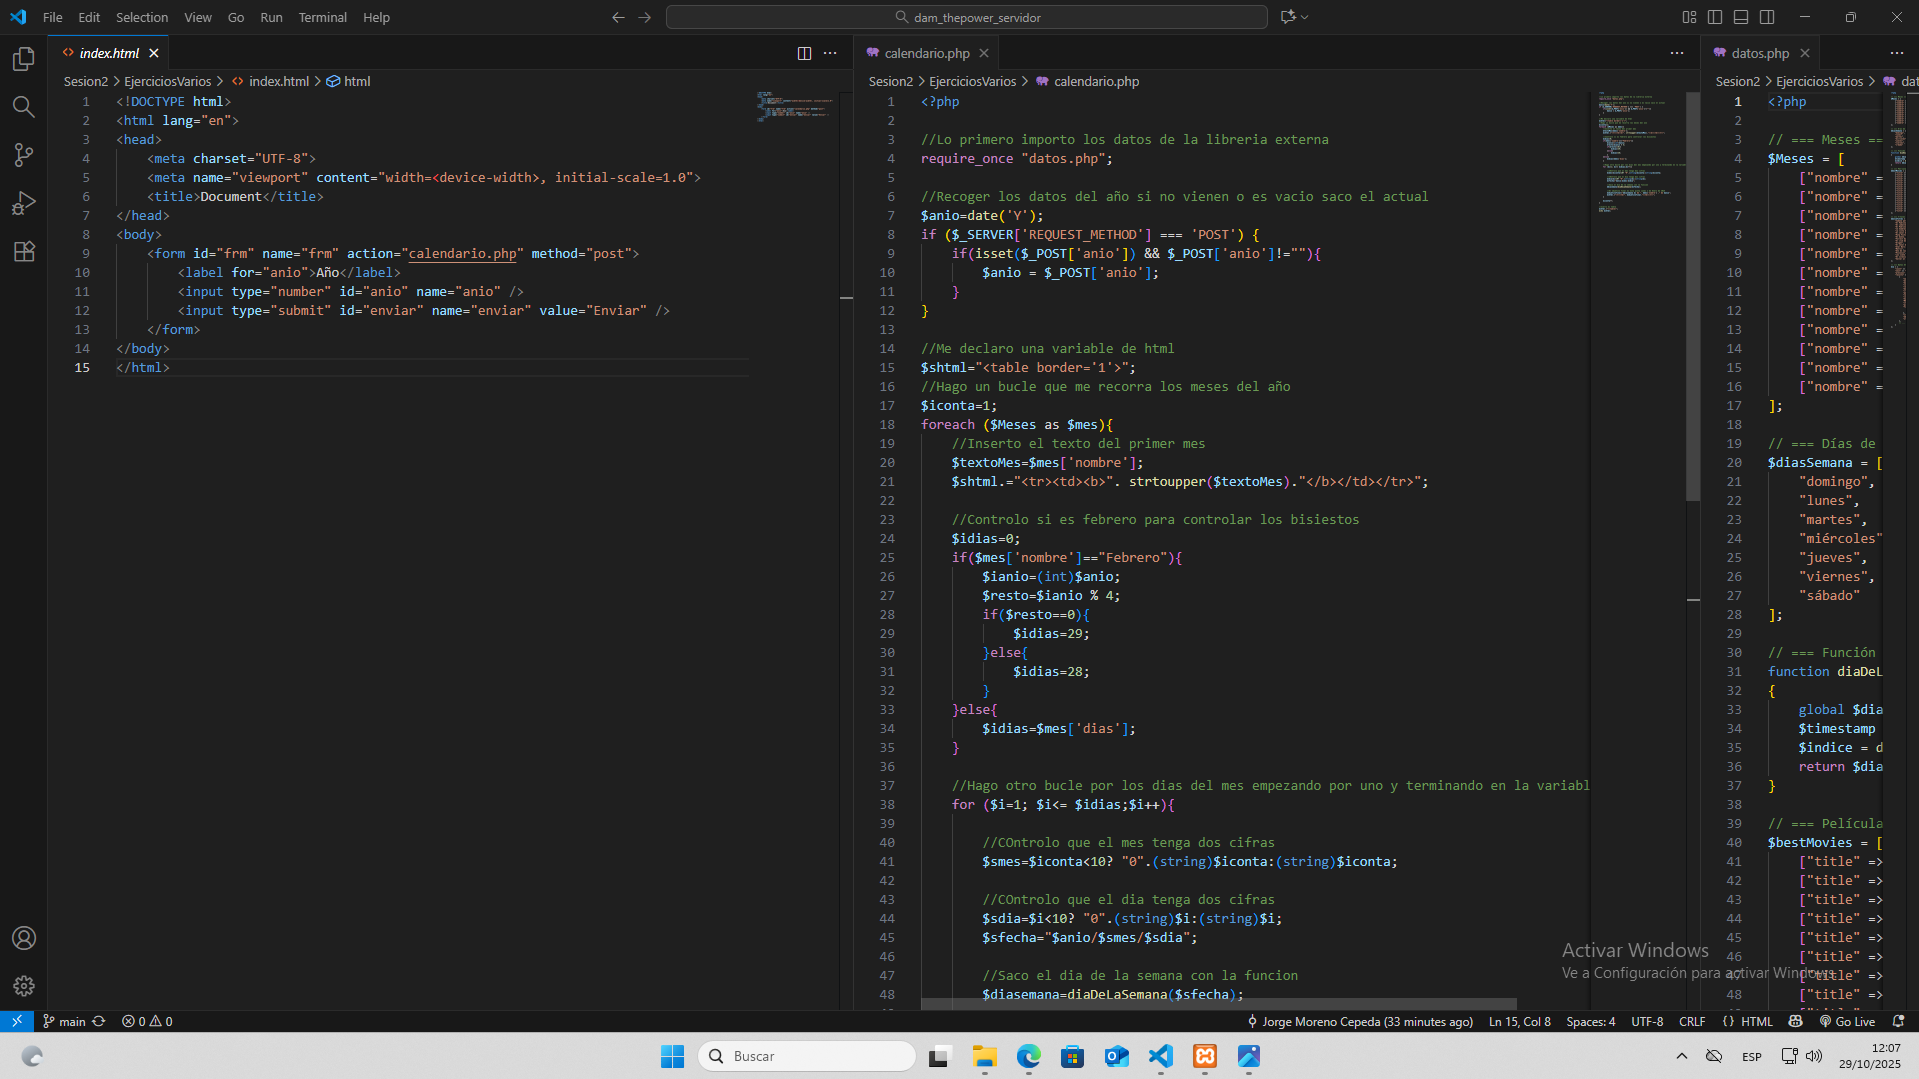 File Edit Selection View Go Run Terminal Help
dam_thepower_servidor
index.html
Sesion2 > EjerciciosVarios > index.html > html
1 <!DOCTYPE html>
2 <html lang="en">
3 <head>
4 <meta charset="UTF-8">
5 <meta name="viewport" content="width=<device-width>, initial-scale=1.0">
6 <title>Document</title>
7 </head>
8 <body>
9 <form id="frm" name="frm" action="calendario.php" method="post">
10 <label for="anio">Año</label>
11 <input type="number" id="anio" name="anio" />
12 <input type="submit" id="enviar" name="enviar" value="Enviar" />
13 </form>
14 </body>
15 </html>
calendario.php
Sesion2 > EjerciciosVarios > calendario.php
1 <?php
2
3 //Lo primero importo los datos de la libreria externa
4 require_once "datos.php";
5
6 //Recoger los datos del año si no vienen o es vacio saco el actual
7 $anio=date('Y');
8 if ($_SERVER['REQUEST_METHOD'] === 'POST') {
9 if(isset($_POST['anio']) && $_POST['anio']!=""){
10 $anio = $_POST['anio'];
11 }
12 }
13
14 //Me declaro una variable de html
15 $shtml="<table border='1'>";
16 //Hago un bucle que me recorra los meses del año
17 $iconta=1;
18 foreach ($Meses as $mes){
19 //Inserto el texto del primer mes
20 $textoMes=$mes['nombre'];
21 $shtml.="<tr><td><b>". strtoupper($textoMes)."</b></td></tr>";
22
23 //Controlo si es febrero para controlar los bisiestos
24 $idias=0;
25 if($mes['nombre']=="Febrero"){
26 $ianio=(int)$anio;
27 $resto=$ianio % 4;
28 if($resto==0){
29 $idias=29;
30 }else{
31 $idias=28;
32 }
33 }else{
34 $idias=$mes['dias'];
35 }
36
37 //Hago otro bucle por los dias del mes empezando por uno y terminando en la variabl
38 for ($i=1; $i<= $idias;$i++){
39
40 //COntrolo que el mes tenga dos cifras
41 $smes=$iconta<10? "0".(string)$iconta:(string)$iconta;
42
43 //COntrolo que el dia tenga dos cifras
44 $sdia=$i<10? "0".(string)$i:(string)$i;
45 $sfecha="$anio/$smes/$sdia";
46
47 //Saco el dia de la semana con la funcion
48 $diasemana=diaDeLaSemana($sfecha);
datos.php
Sesion2 > EjerciciosVarios > dat
1 <?php
2
3 // === Meses ==
4 $Meses = [
5 ["nombre" =
6 ["nombre" =
7 ["nombre" =
8 ["nombre" =
9 ["nombre" =
10 ["nombre" =
11 ["nombre" =
12 ["nombre" =
13 ["nombre" =
14 ["nombre" =
15 ["nombre" =
16 ["nombre" =
17 ];
18
19 // === Días de
20 $diasSemana = [
21 "domingo",
22 "lunes",
23 "martes",
24 "miércoles"
25 "jueves",
26 "viernes",
27 "sábado"
28 ];
29
30 // === Función
31 function diaDeL
32 {
33 global $dia
34 $timestamp
35 $indice = d
36 return $dia
37 }
38
39 // === Película
40 $bestMovies = [
41 ["title" =>
42 ["title" =>
43 ["title" =>
44 ["title" =>
45 ["title" =>
46 ["title" =>
47 ["title" =>
48 ["title" =>
Activar Windows
Ve a Configuración para activar Windows.
main 0 0 Jorge Moreno Cepeda (33 minutes ago) Ln 15, Col 8 Spaces: 4 UTF-8 CRLF {} HTML Go Live
Buscar
ESP
12:07
29/10/2025